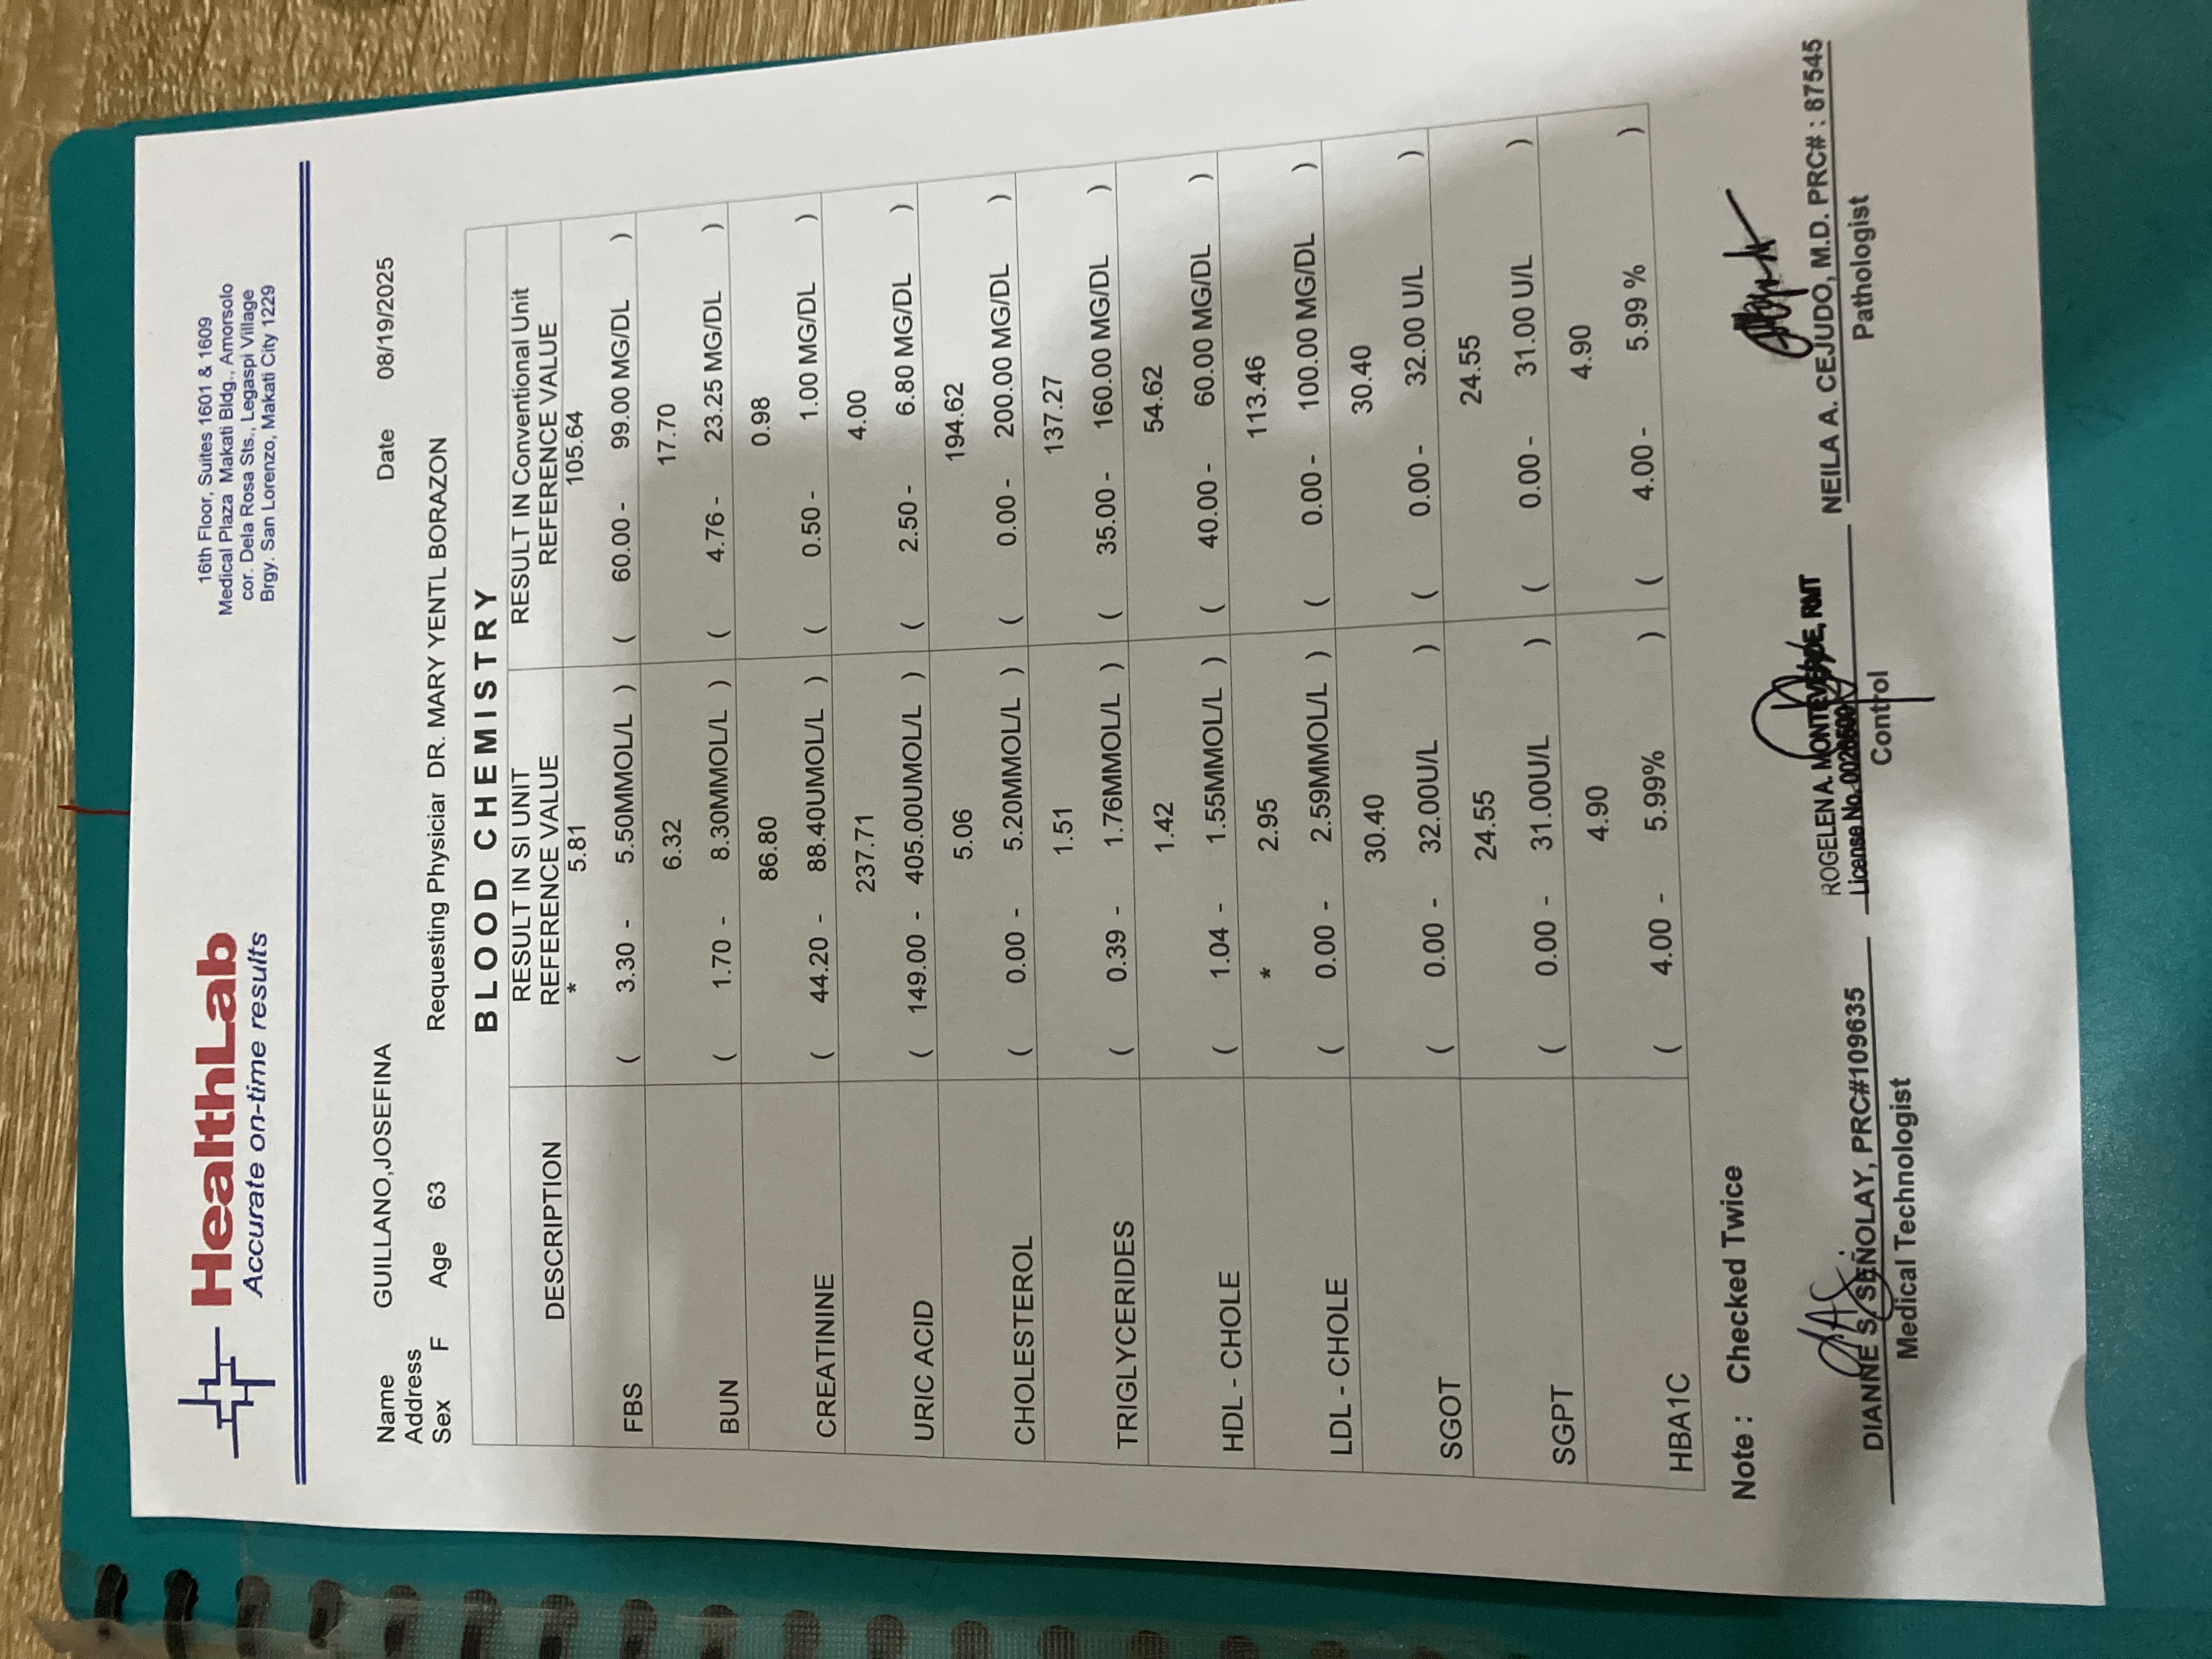 HealthLab
Accurate on-time results
16th Floor, Suites 1601 & 1609
Medical Plaza Makati Bldg., Amorsolo
cor. Dela Rosa Sts., Legaspi Village
Brgy. San Lorenzo, Makati City 1229
Name GUILLANO,JOSEFINA Date 08/19/2025
Address
Sex F Age 63 Requesting Physiciar DR. MARY YENTL BORAZON
BLOOD CHEMISTRY
DESCRIPTION
RESULT IN SI UNIT
REFERENCE VALUE
RESULT IN Conventional Unit
REFERENCE VALUE
* 5.81 105.64
FBS ( 3.30 - 5.50MMOL/L ) ( 60.00 - 99.00 MG/DL )
6.32 17.70
BUN ( 1.70 - 8.30MMOL/L ) ( 4.76 - 23.25 MG/DL )
86.80 0.98
CREATININE ( 44.20 - 88.40UMOL/L ) ( 0.50 - 1.00 MG/DL )
237.71 4.00
URIC ACID ( 149.00 - 405.00UMOL/L ) ( 2.50 - 6.80 MG/DL )
5.06 194.62
CHOLESTEROL ( 0.00 - 5.20MMOL/L ) ( 0.00 - 200.00 MG/DL )
1.51 137.27
TRIGLYCERIDES ( 0.39 - 1.76MMOL/L ) ( 35.00 - 160.00 MG/DL )
1.42 54.62
HDL - CHOLE ( 1.04 - 1.55MMOL/L ) ( 40.00 - 60.00 MG/DL )
* 2.95 113.46
LDL - CHOLE ( 0.00 - 2.59MMOL/L ) ( 0.00 - 100.00 MG/DL )
30.40 30.40
SGOT ( 0.00 - 32.00U/L ) ( 0.00 - 32.00 U/L )
24.55 24.55
SGPT ( 0.00 - 31.00U/L ) ( 0.00 - 31.00 U/L )
4.90 4.90
HBA1C ( 4.00 - 5.99% ) ( 4.00 - 5.99 % )
Note : Checked Twice
DIANNE S. SEÑOLAY, PRC#109635
Medical Technologist
ROGELEN A. MONTEVERDE, RMT
License No.
Control
NEILA A. CEJUDO, M.D. PRC# : 87545
Pathologist